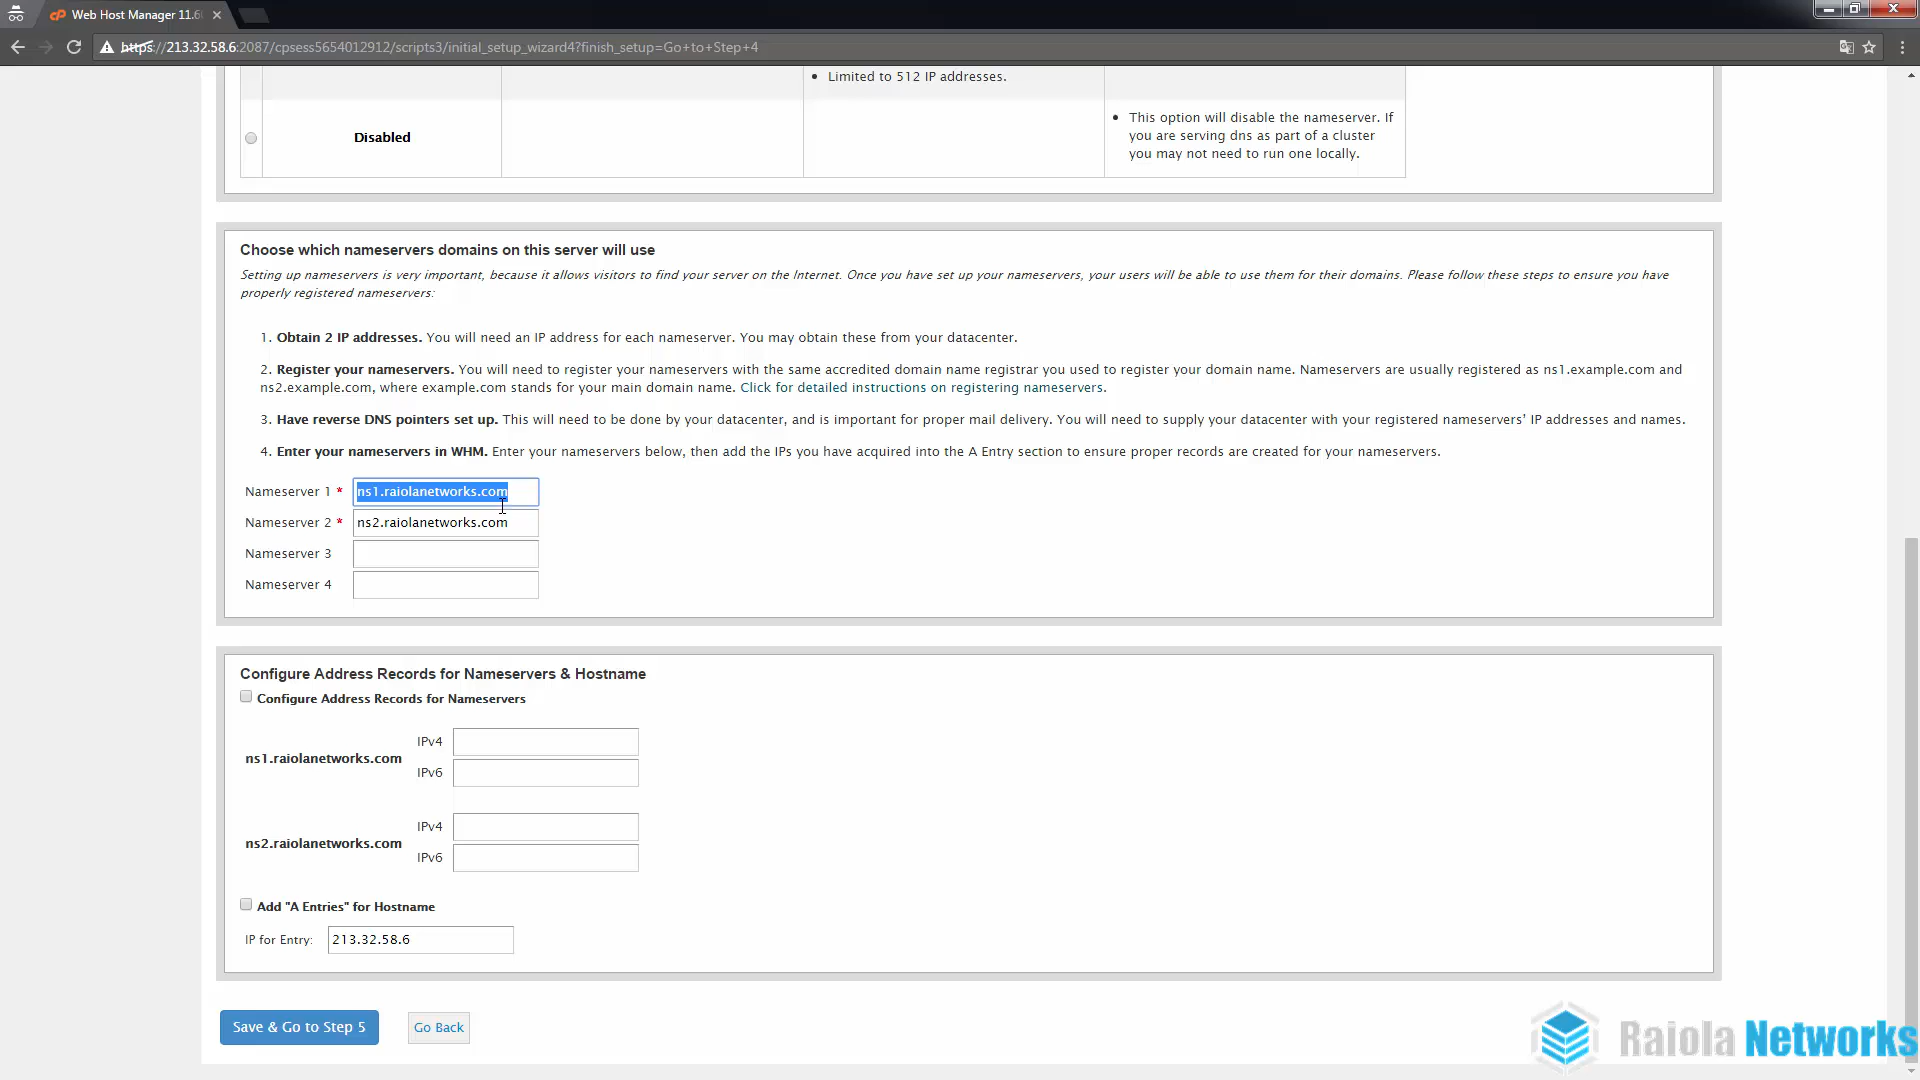 Web Host Manager 11.6
https://213.32.58.6:2087/cpsess5654012912/scripts3/initial_setup_wizard4?finish_setup=Go+to+Step+4
Limited to 512 IP addresses.
Disabled
This option will disable the nameserver. If
you are serving dns as part of a cluster
you may not need to run one locally.
Choose which nameservers domains on this server will use
Setting up nameservers is very important, because it allows visitors to find your server on the Internet. Once you have set up your nameservers, your users will be able to use them for their domains. Please follow these steps to ensure you have
properly registered nameservers:
1. Obtain 2 IP addresses. You will need an IP address for each nameserver. You may obtain these from your datacenter.
2. Register your nameservers. You will need to register your nameservers with the same accredited domain name registrar you used to register your domain name. Nameservers are usually registered as ns1.example.com and
ns2.example.com, where example.com stands for your main domain name. Click for detailed instructions on registering nameservers.
3. Have reverse DNS pointers set up. This will need to be done by your datacenter, and is important for proper mail delivery. You will need to supply your datacenter with your registered nameservers’ IP addresses and names.
4. Enter your nameservers in WHM. Enter your nameservers below, then add the IPs you have acquired into the A Entry section to ensure proper records are created for your nameservers.
Nameserver 1 * ns1.raiolanetworks.com
Nameserver 2 * ns2.raiolanetworks.com
Nameserver 3
Nameserver 4
Configure Address Records for Nameservers & Hostname
Configure Address Records for Nameservers
IPv4
ns1.raiolanetworks.com
IPv6
IPv4
ns2.raiolanetworks.com
IPv6
Add "A Entries" for Hostname
IP for Entry: 213.32.58.6
Save & Go to Step 5 Go Back
Raiola Networks